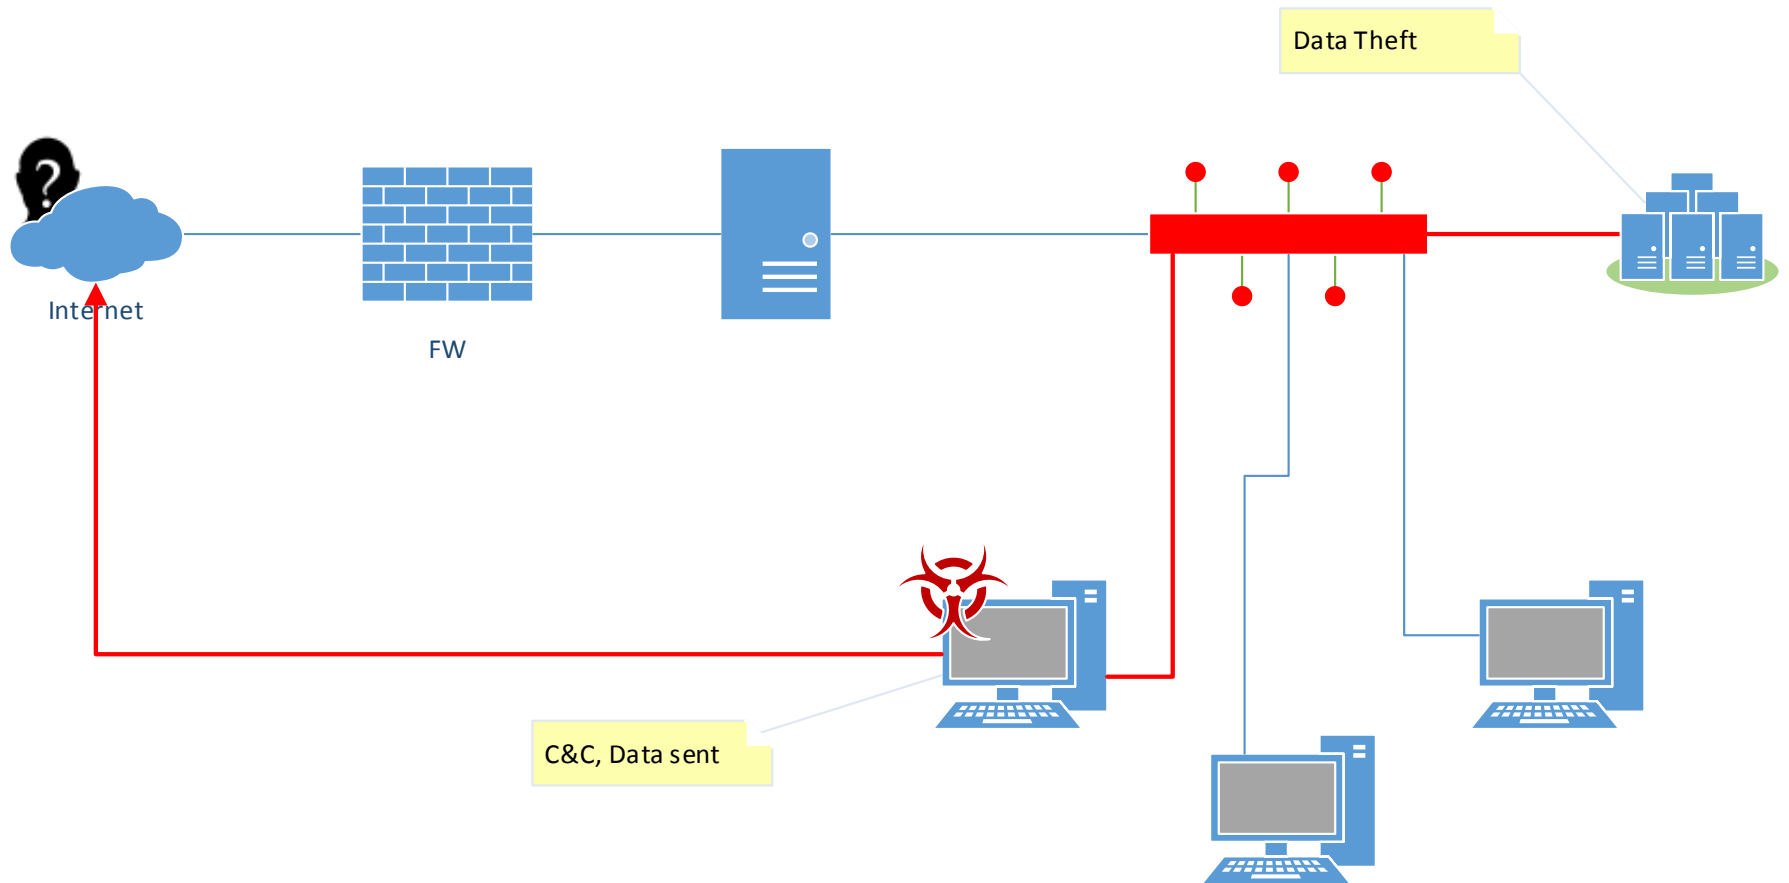 Data Theft
?
Internet
FW
C&C, Data sent